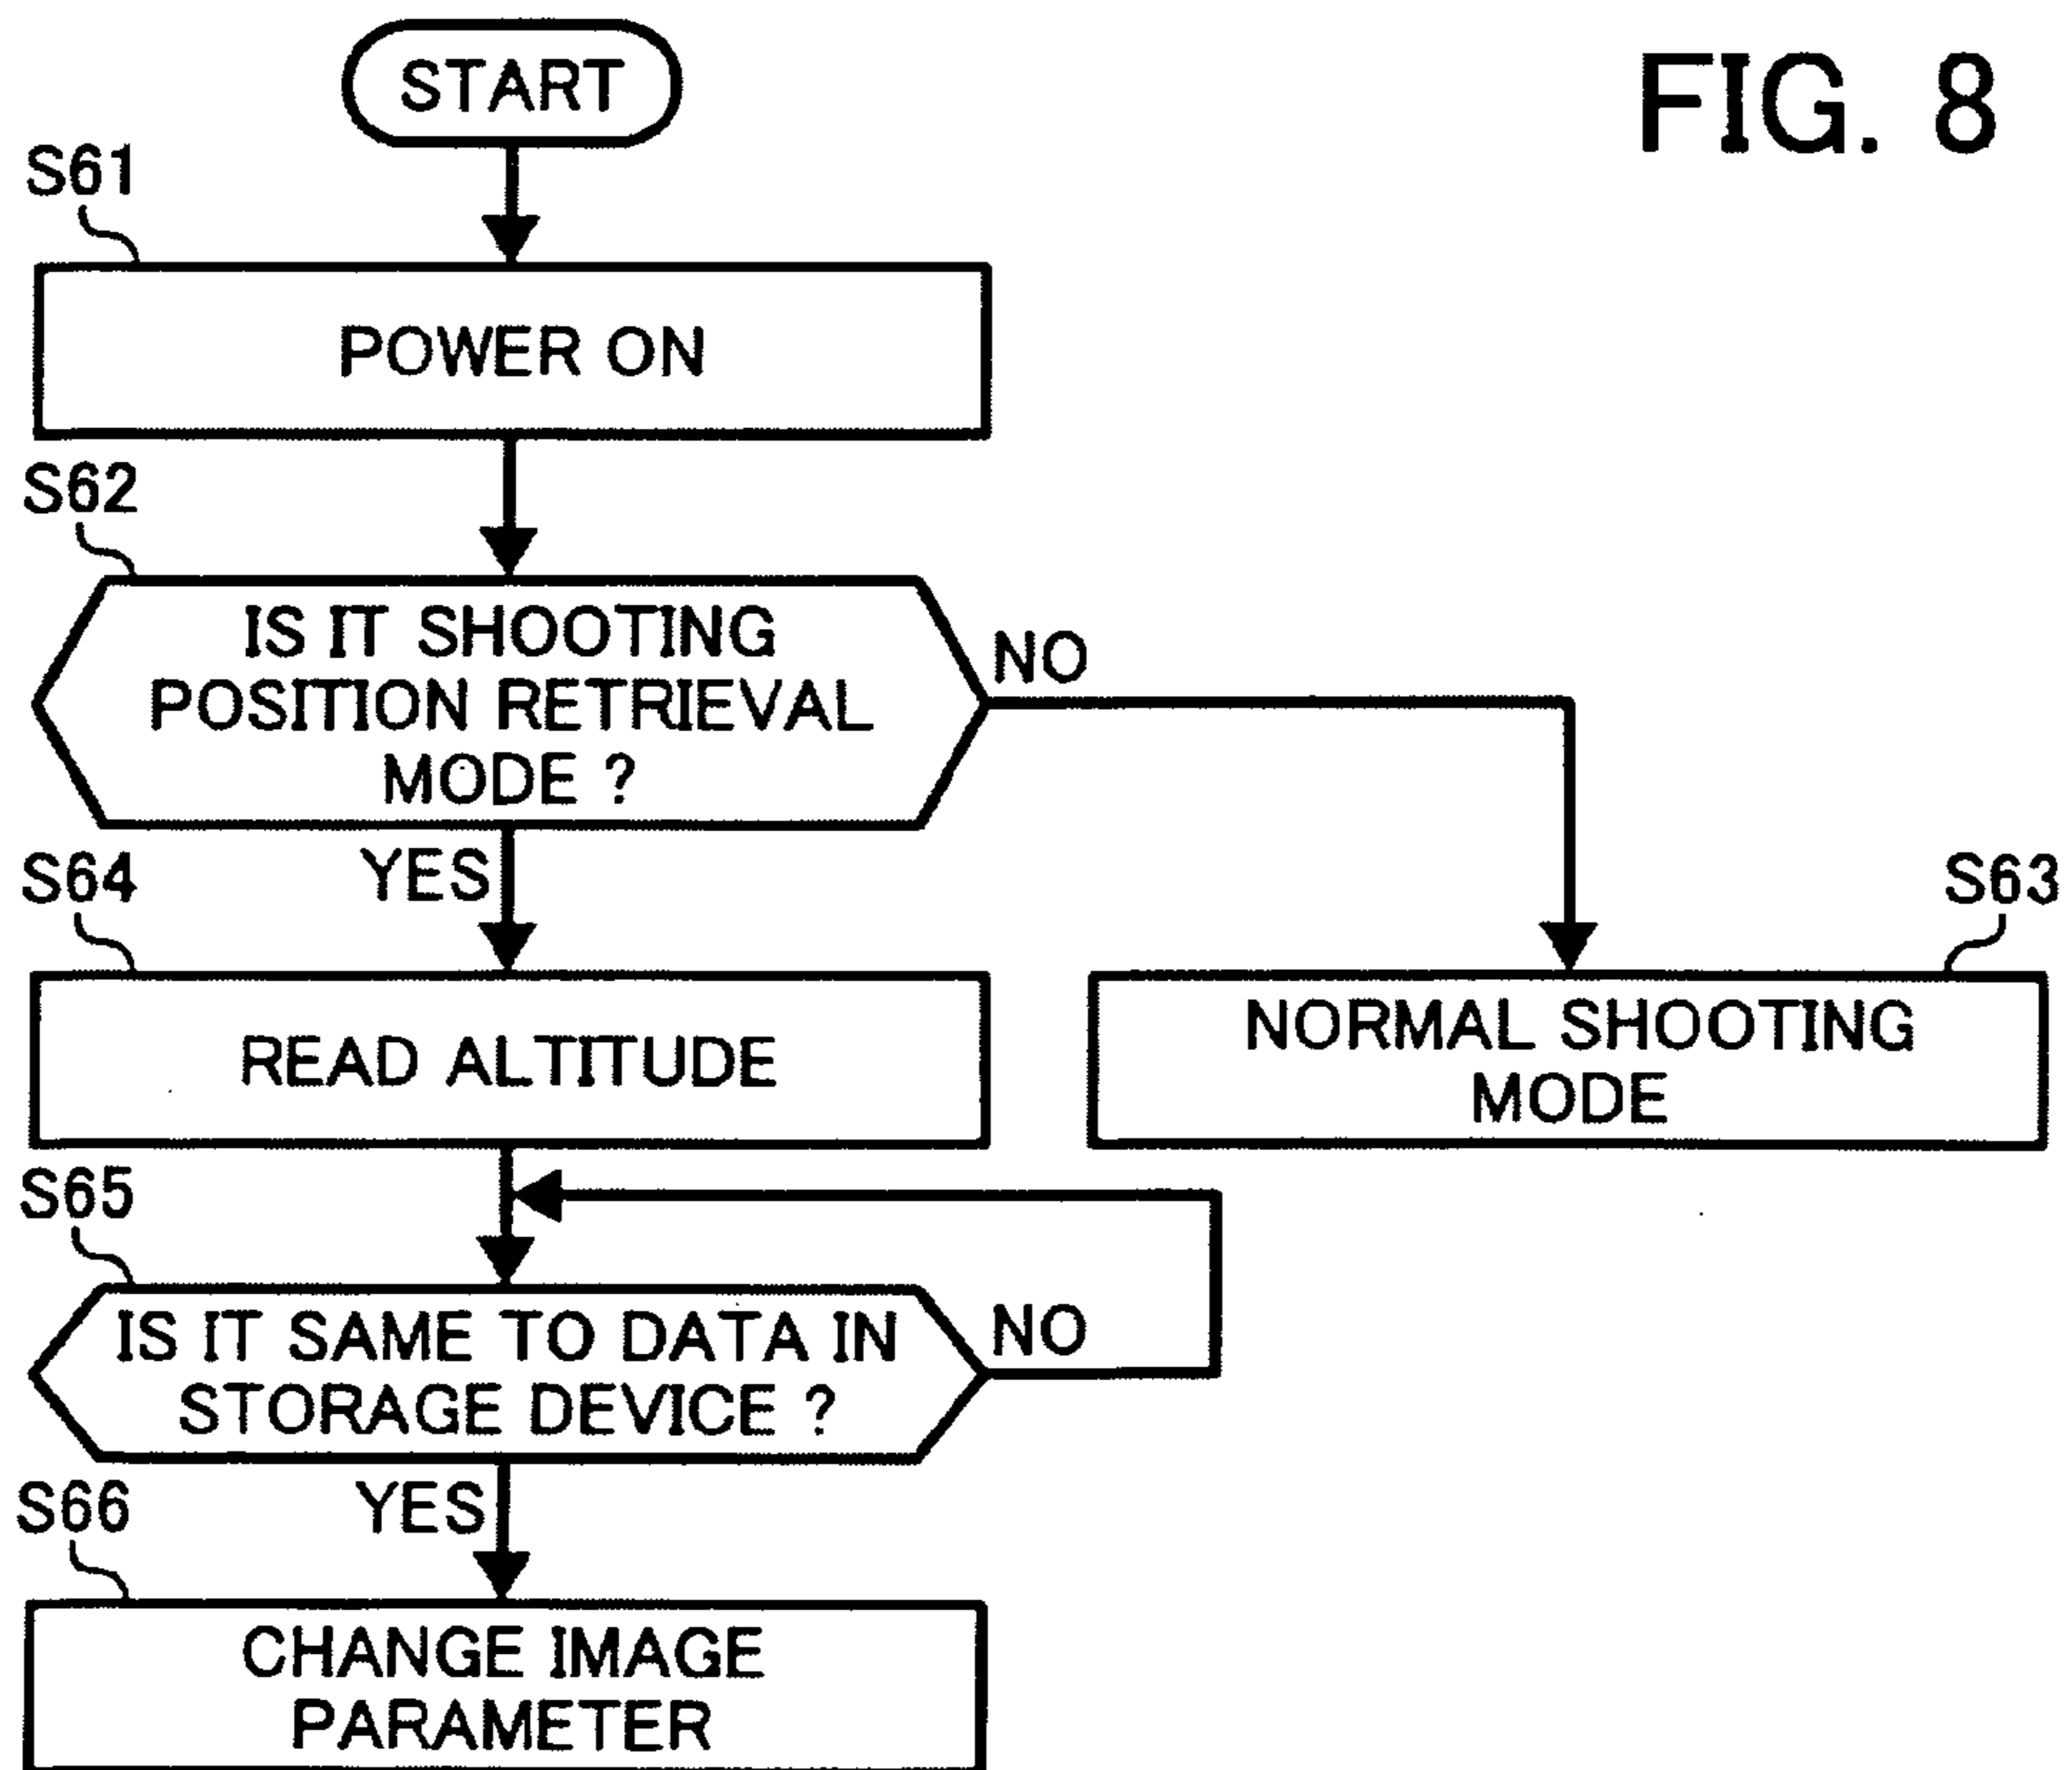 START
FIG. 8
S61
POWER ON
S62
IS IT SHOOTING
POSITION RETRIEVAL
MODE ?
NO
YES
S64
S63
READ ALTITUDE
NORMAL SHOOTING
MODE
S65
IS IT SAME TO DATA IN
STORAGE DEVICE ?
NO
YES
S66
CHANGE IMAGE
PARAMETER